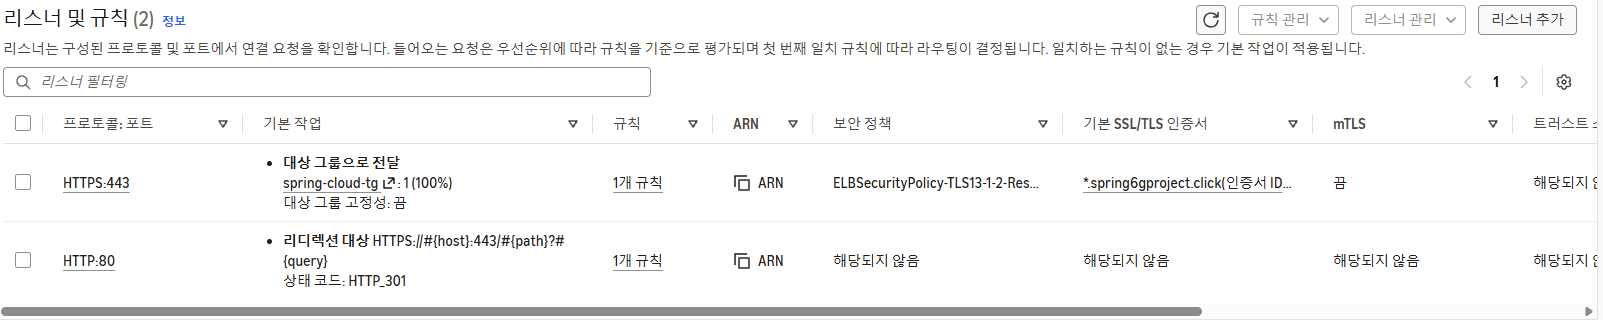 리스너 및 규칙 (2) 정보
규칙 관리
리스너 관리
리스너 추가
리스너는 구성된 프로토콜 및 포트에서 연결 요청을 확인합니다. 들어오는 요청은 우선순위에 따라 규칙을 기준으로 평가되며 첫 번째 일치 규칙에 따라 라우팅이 결정됩니다. 일치하는 규칙이 없는 경우 기본 작업이 적용됩니다.
리스너 필터링
1
프로토콜: 포트 기본 작업 규칙 ARN 보안 정책 기본 SSL/TLS 인증서 mTLS 트러스트
• 대상 그룹으로 전달
HTTPS:443 spring-cloud-tg : 1 (100%) 1개 규칙 ARN ELBSecurityPolicy-TLS13-1-2-Res... *.spring6gproject.click(인증서 ID... 끔 해당되지
대상 그룹 고정성: 끔
• 리디렉션 대상 HTTPS://#{host}:443/#{path}?#
HTTP:80 {query} 1개 규칙 ARN 해당되지 않음 해당되지 않음 해당되지 않음 해당되지
상태 코드: HTTP_301